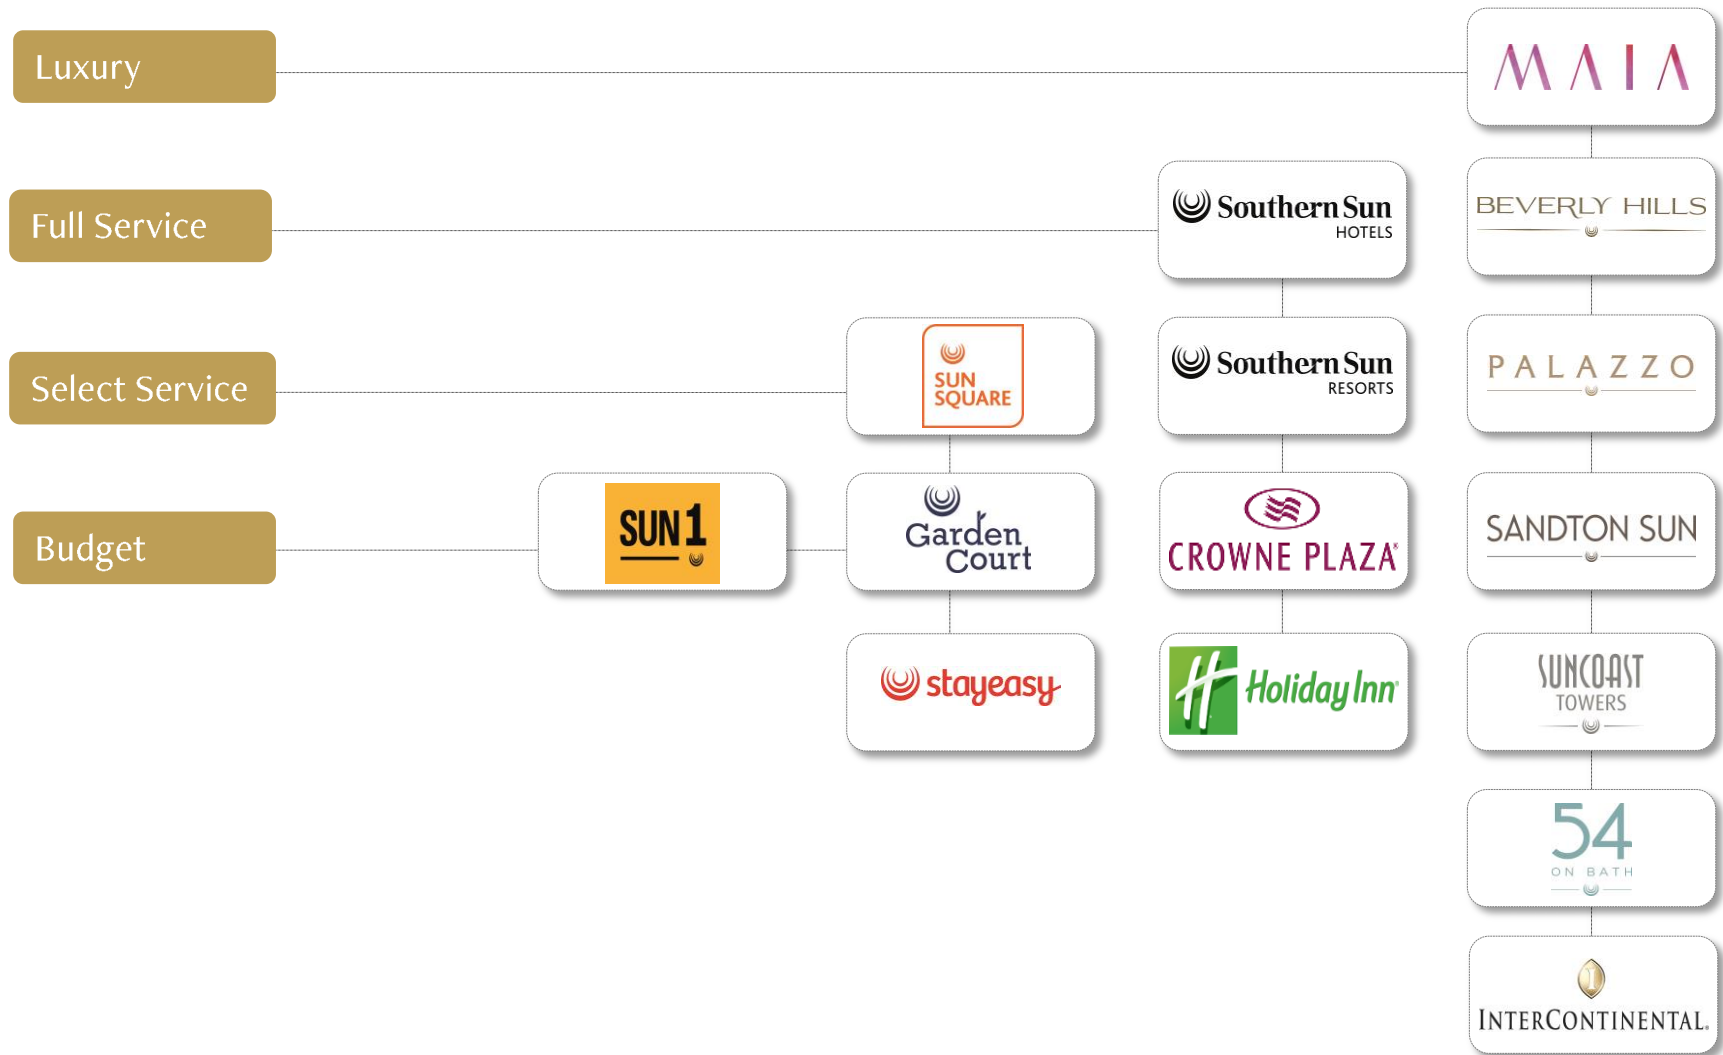 Luxury
MAIA
Full Service
Southern Sun
HOTELS
BEVERLY HILLS
Select Service
SUN
SQUARE
Southern Sun
RESORTS
PALAZZO
Budget
SUN1
Garden
Court
CROWNE PLAZA®
SANDTON SUN
stayeasy
H Holiday Inn®
SUNCOAST
TOWERS
54
ON BATH
I
INTERCONTINENTAL®